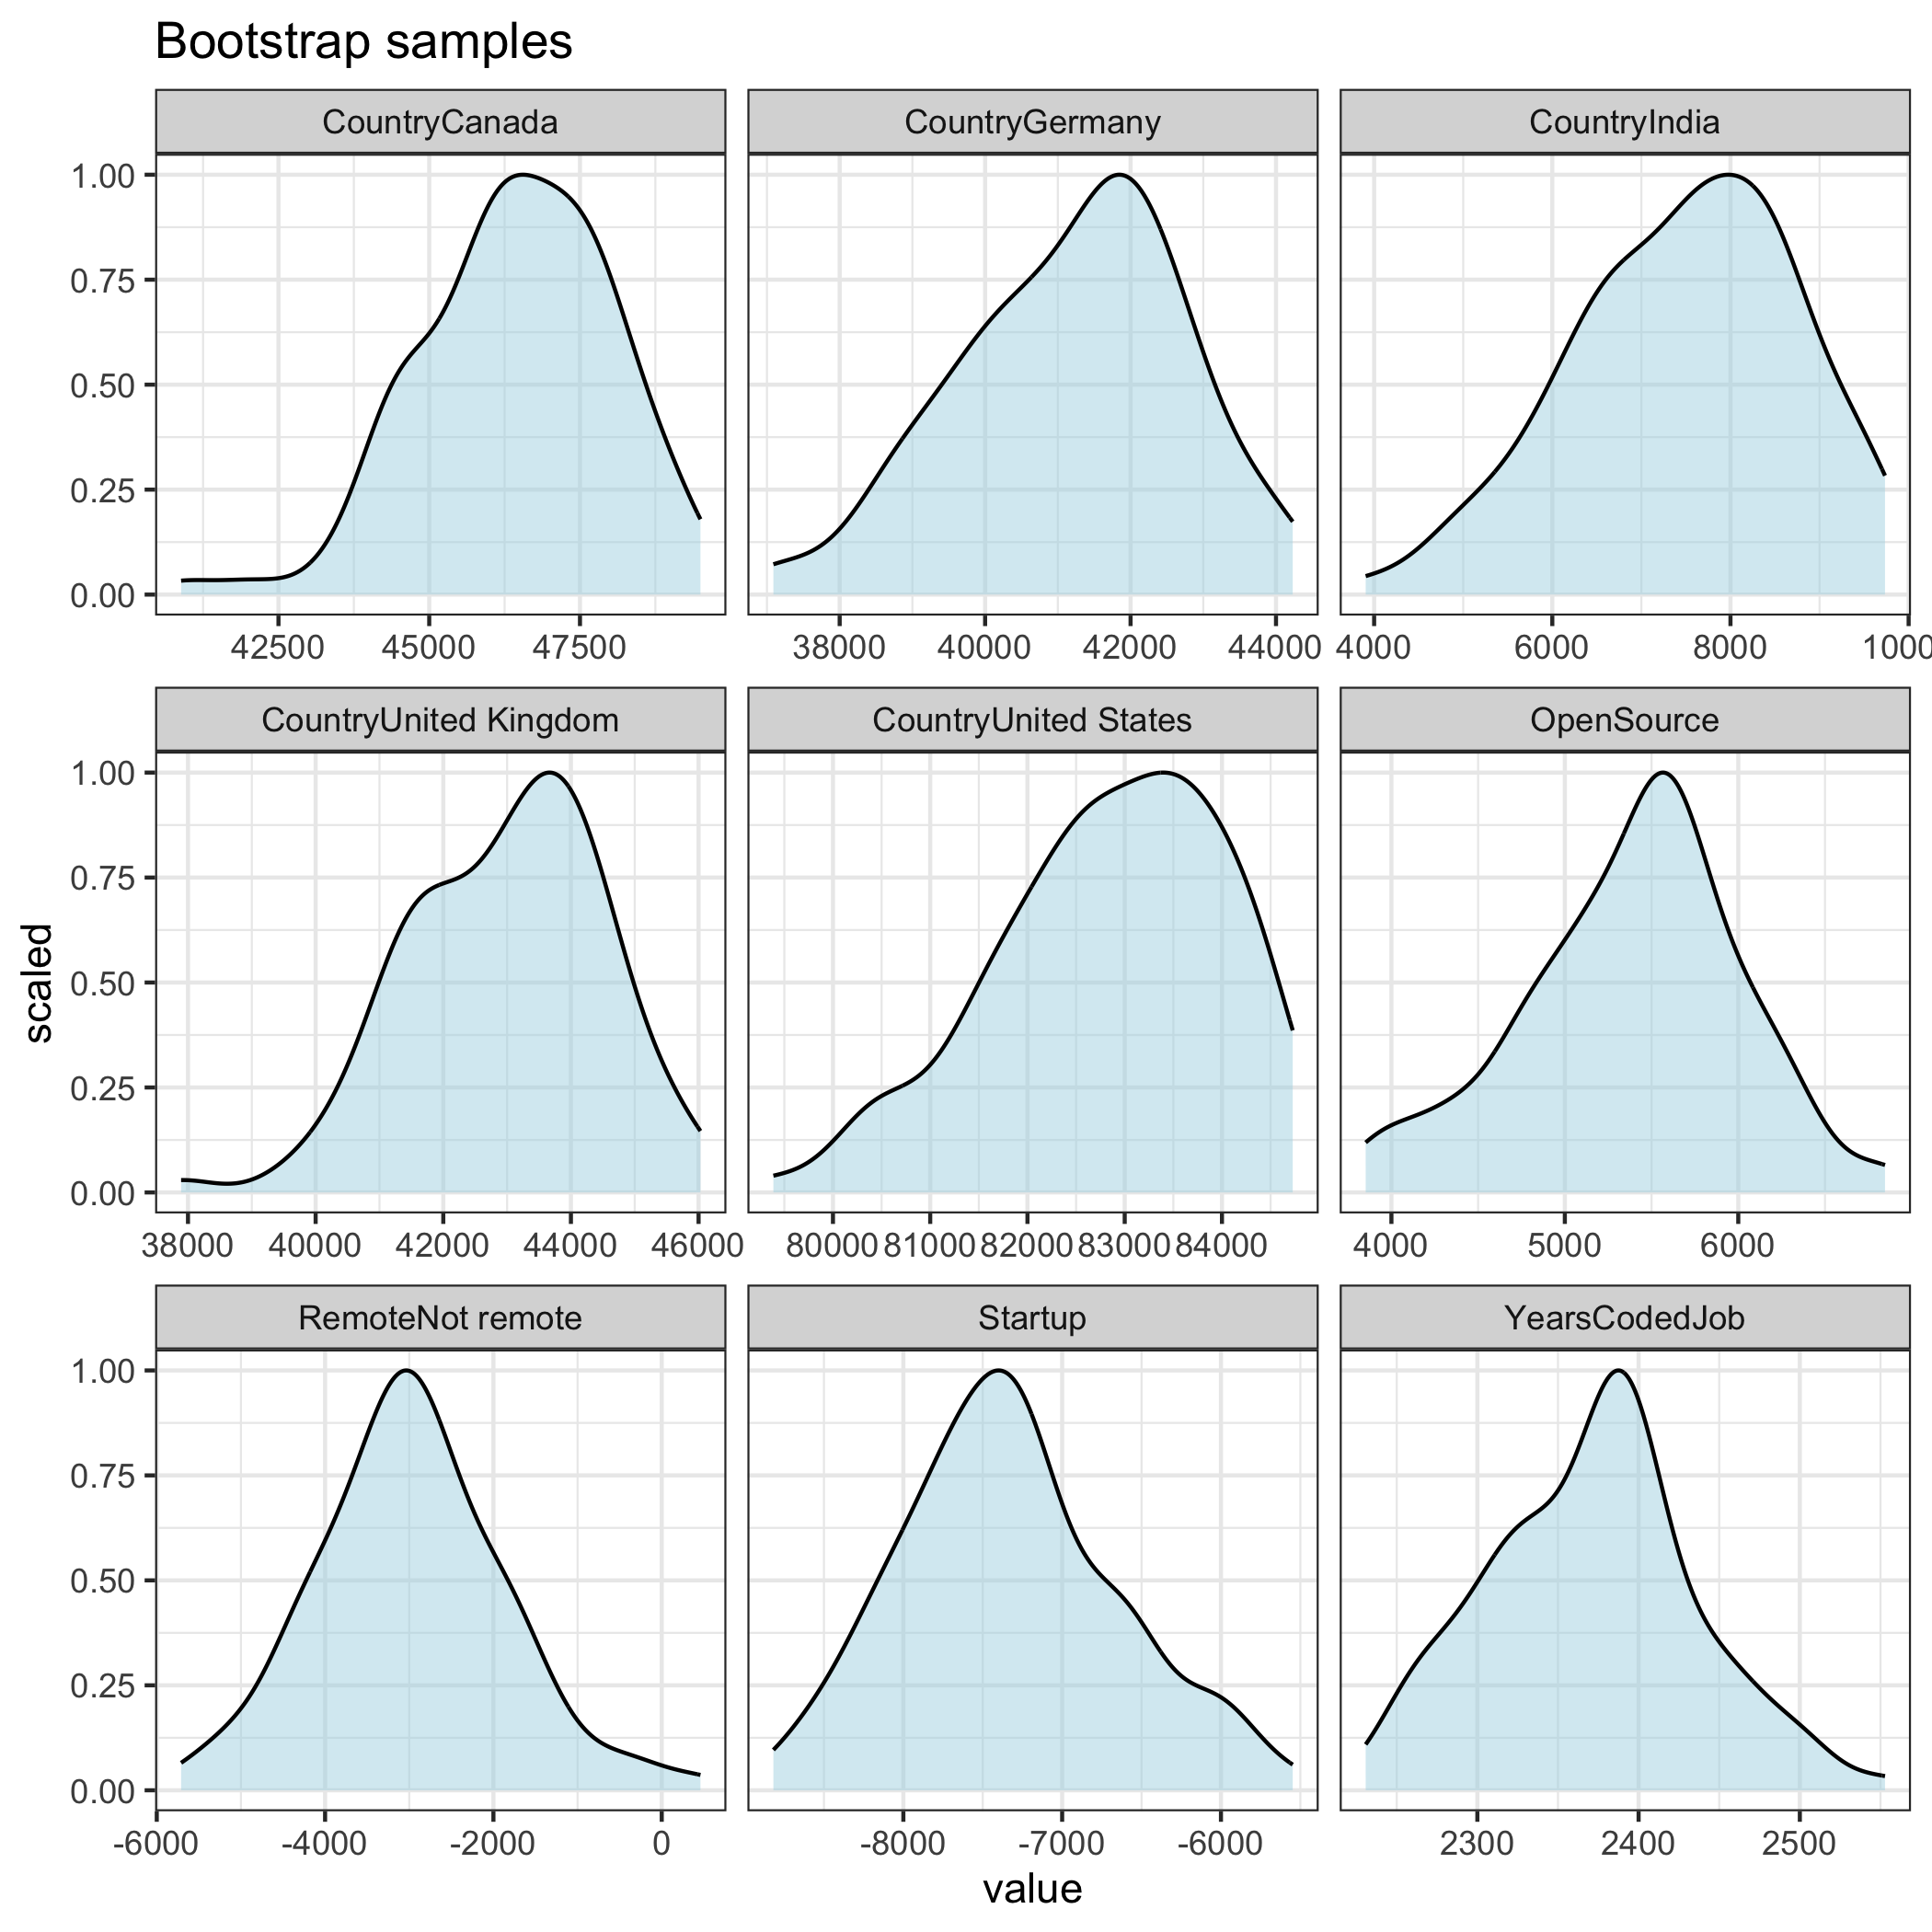 Bootstrap samples
CountryCanada CountryGermany CountryIndia
1.00
0.75
0.50
0.25
0.00
42500 45000 47500 38000 40000 42000 44000 4000 6000 8000 1000
CountryUnited Kingdom CountryUnited States OpenSource
1.00
0.75
0.50
0.25
0.00
scaled
38000 40000 42000 44000 46000 80000 81000 82000 83000 84000 4000 5000 6000
RemoteNot remote Startup YearsCodedJob
1.00
0.75
0.50
0.25
0.00
-6000 -4000 -2000 0 -8000 -7000 -6000 2300 2400 2500
value